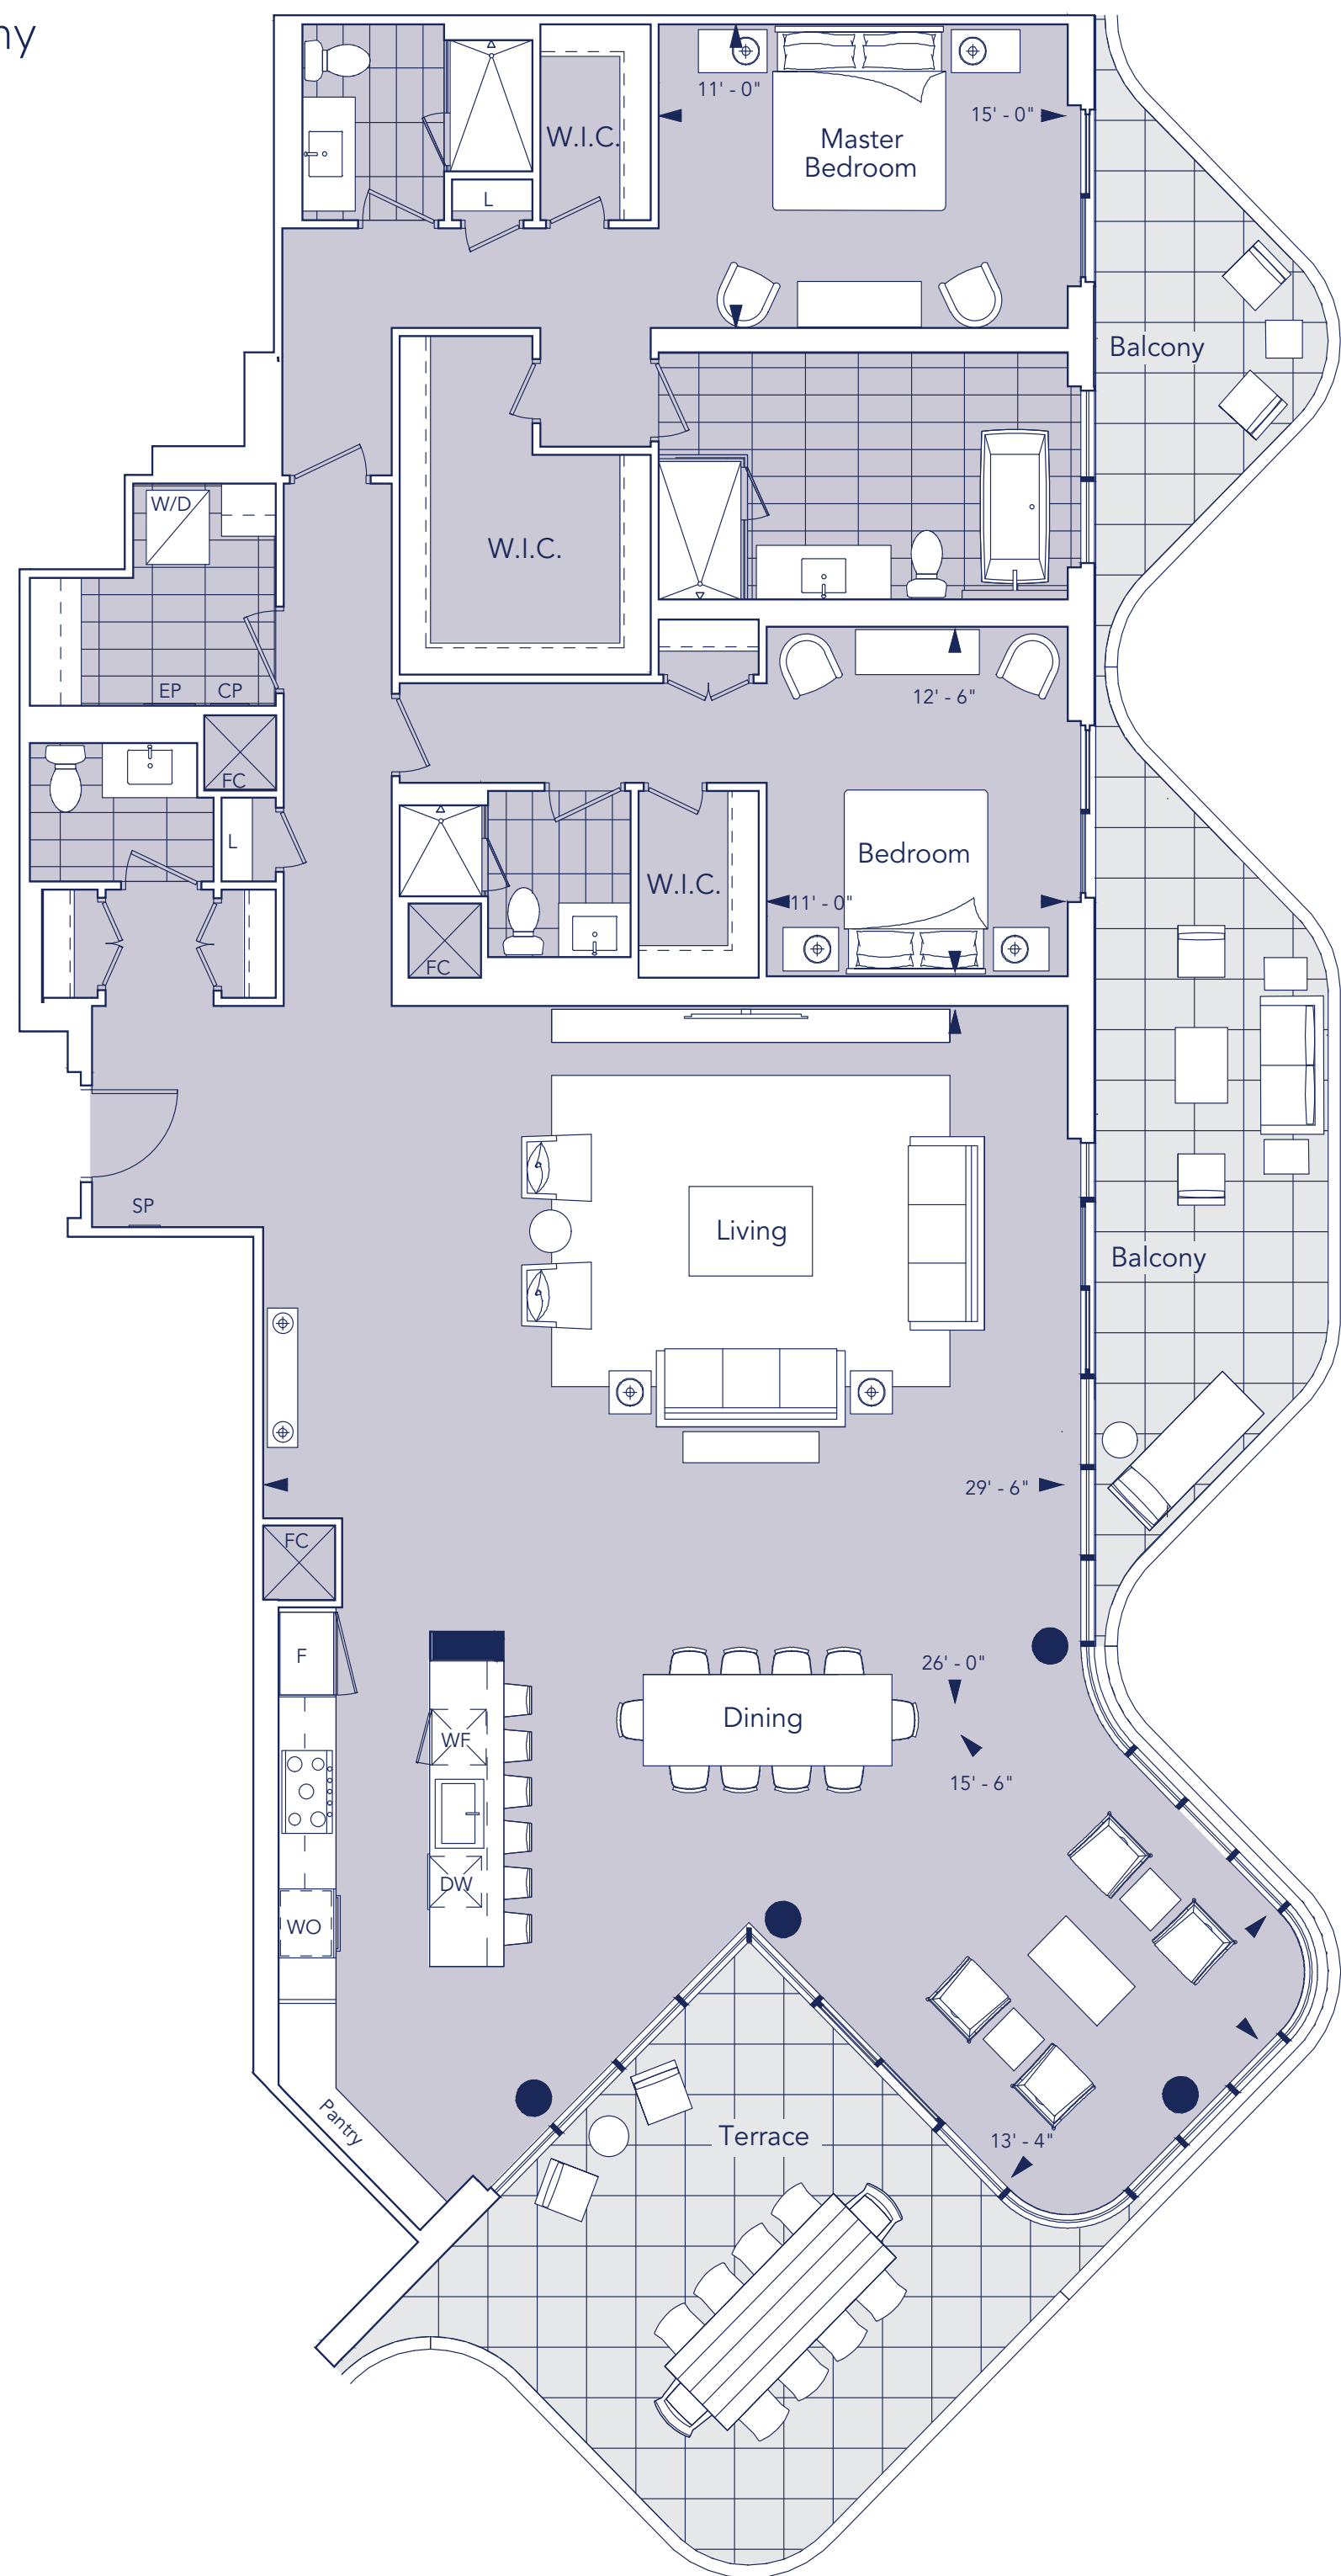 ny
11' - 0"
15' - 0"
W.I.C.
Master
Bedroom
L
Balcony
W/D
W.I.C.
EP
CP
12' - 6"
FC
L
Bedroom
W.I.C.
11' - 0"
FC
SP
Living
Balcony
29' - 6"
FC
F
26' - 0"
Dining
WF
15' - 6"
DW
WO
Pantry
Terrace
13' - 4"